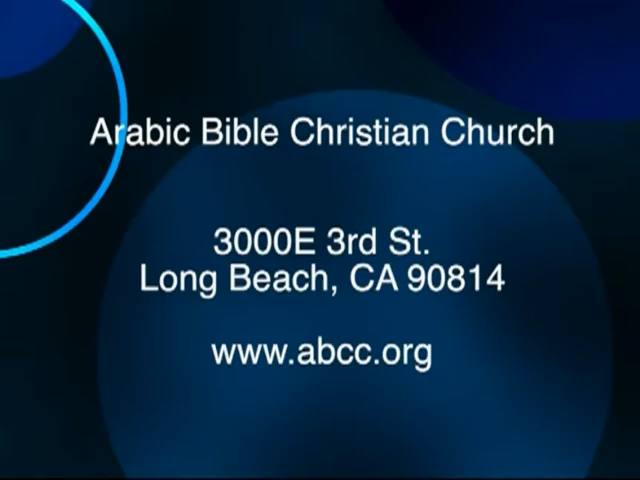 Arabic Bible Christian Church
3000E 3rd St.
Long Beach, CA 90814
www.abcc.org